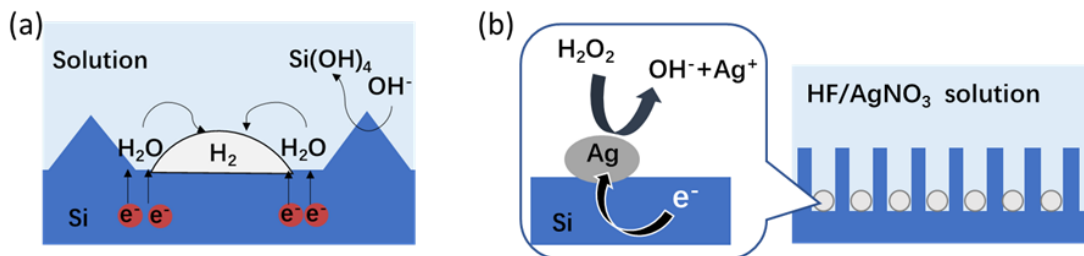 (a)
Solution
Si(OH)₄
OH⁻
H₂O
H₂
H₂O
Si
e⁻
e⁻
e⁻
e⁻
(b)
H₂O₂
OH⁻+Ag⁺
Ag
e⁻
Si
HF/AgNO₃ solution